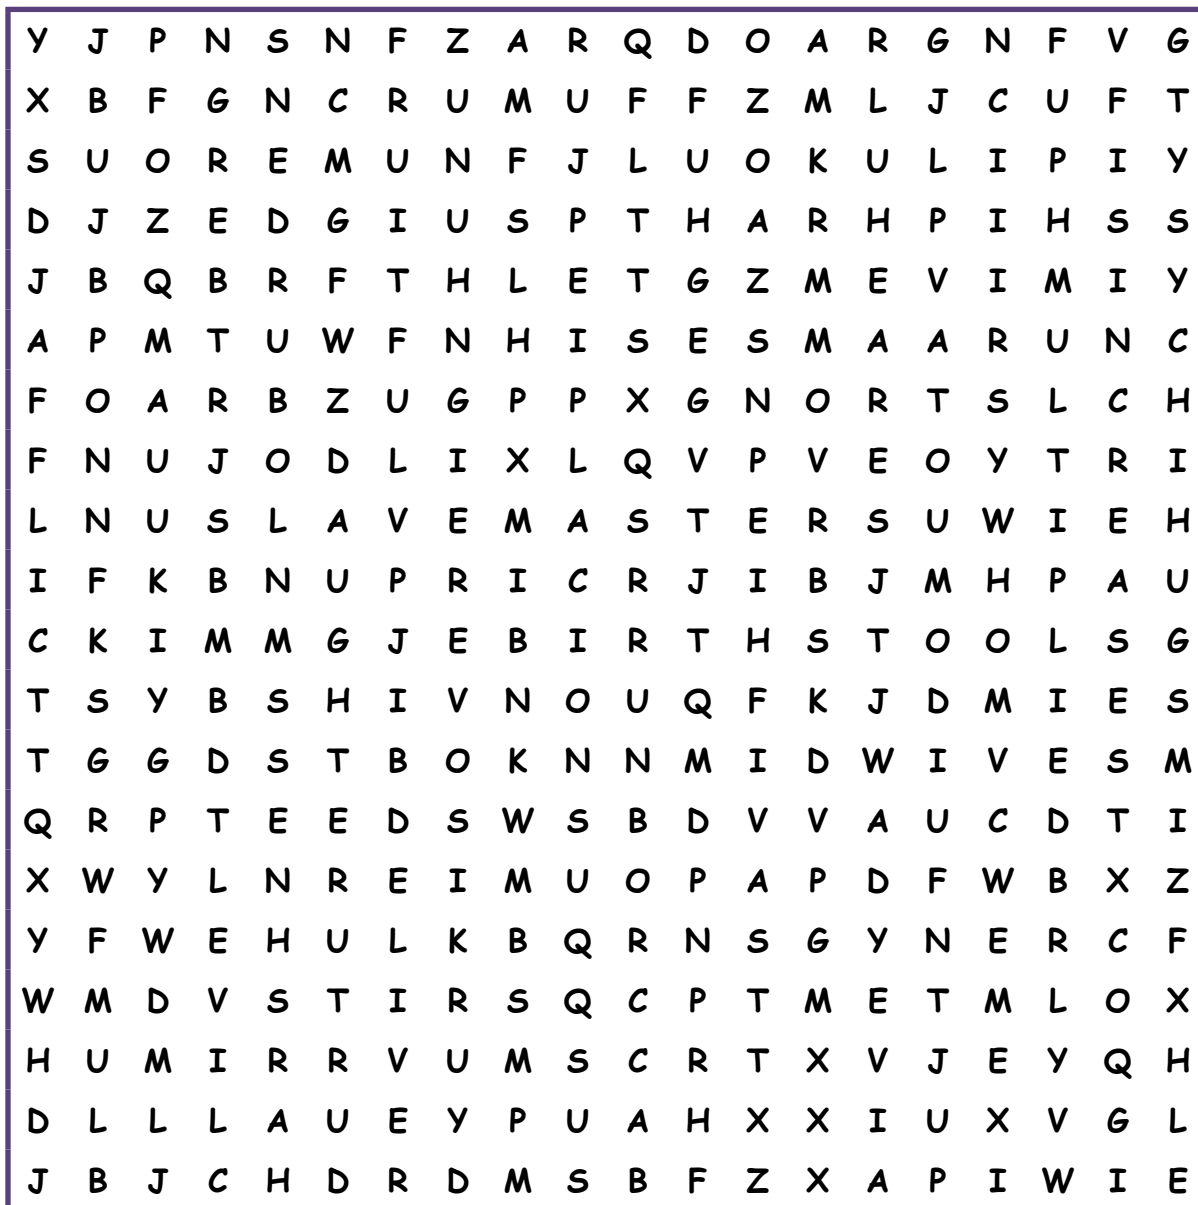 Y J P N S N F Z A R Q D O A R G N F V G
X B F G N C R U M U F F Z M L J C U F T
S U O R E M U N F J L U O K U L I P I Y
D J Z E D G I U S P T H A R H P I H S S
J B Q B R F T H L E T G Z M E V I M I Y
A P M T U W F N H I S E S M A A R U N C
F O A R B Z U G P P X G N O R T S L C H
F N U J O D L I X L Q V P V E O Y T R I
L N U S L A V E M A S T E R S U W I E H
I F K B N U P R I C R J I B J M H P A U
C K I M M G J E B I R T H S T O O L S G
T S Y B S H I V N O U Q F K J D M I E S
T G G D S T B O K N N M I D W I V E S M
Q R P T E E D S W S B D V V A U C D T I
X W Y L N R E I M U O P A P D F W B X Z
Y F W E H U L K B Q R N S G Y N E R C F
W M D V S T I R S Q C P T M E T M L O X
H U M I R R V U M S C R T X V J E Y Q H
D L L L A U E Y P U A H X X I U X V G L
J B J C H D R D M S B F Z X A P I W I E